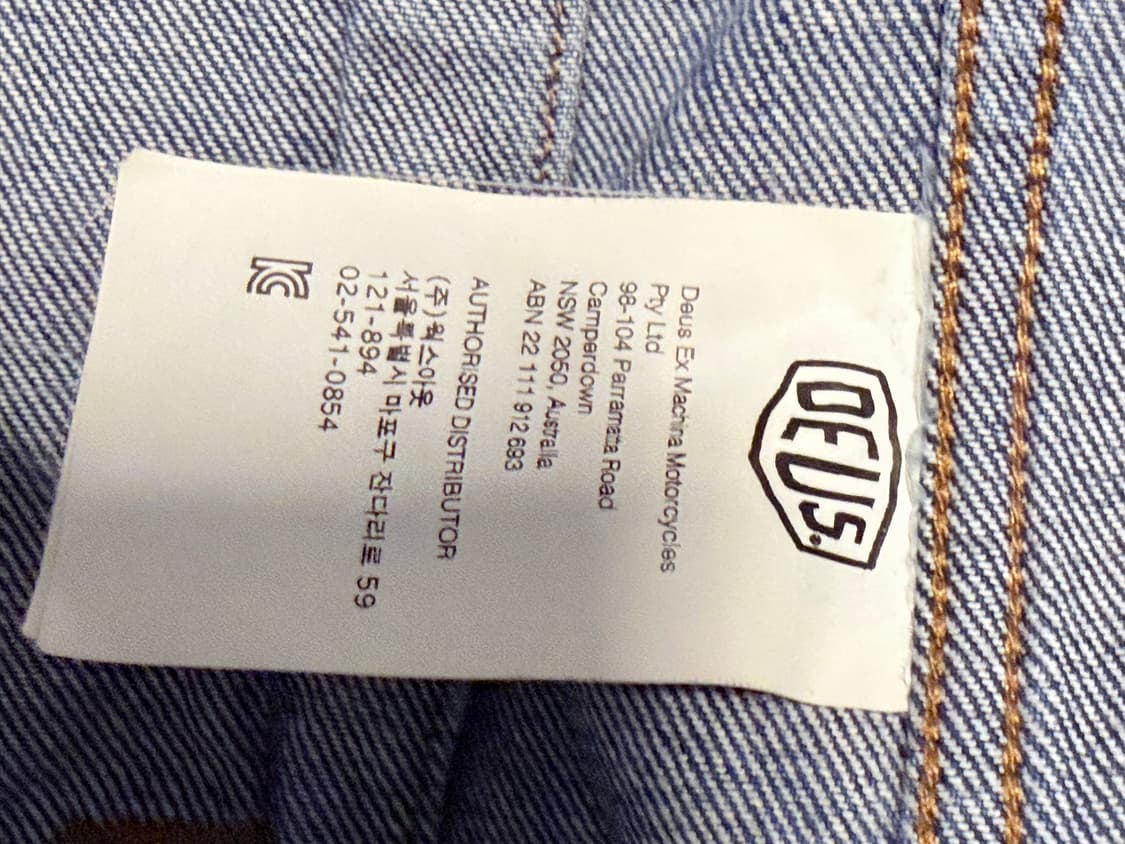 DEUS
Deus Ex Machina Motorcycles
Pty Ltd
98-104 Parramatta Road
Camperdown
NSW 2050, Australia
ABN 22 111 912 693
AUTHORISED DISTRIBUTOR
(주)웍스아웃
서울특별시 마포구 잔다리로 59
121-894
02-541-0854
KC